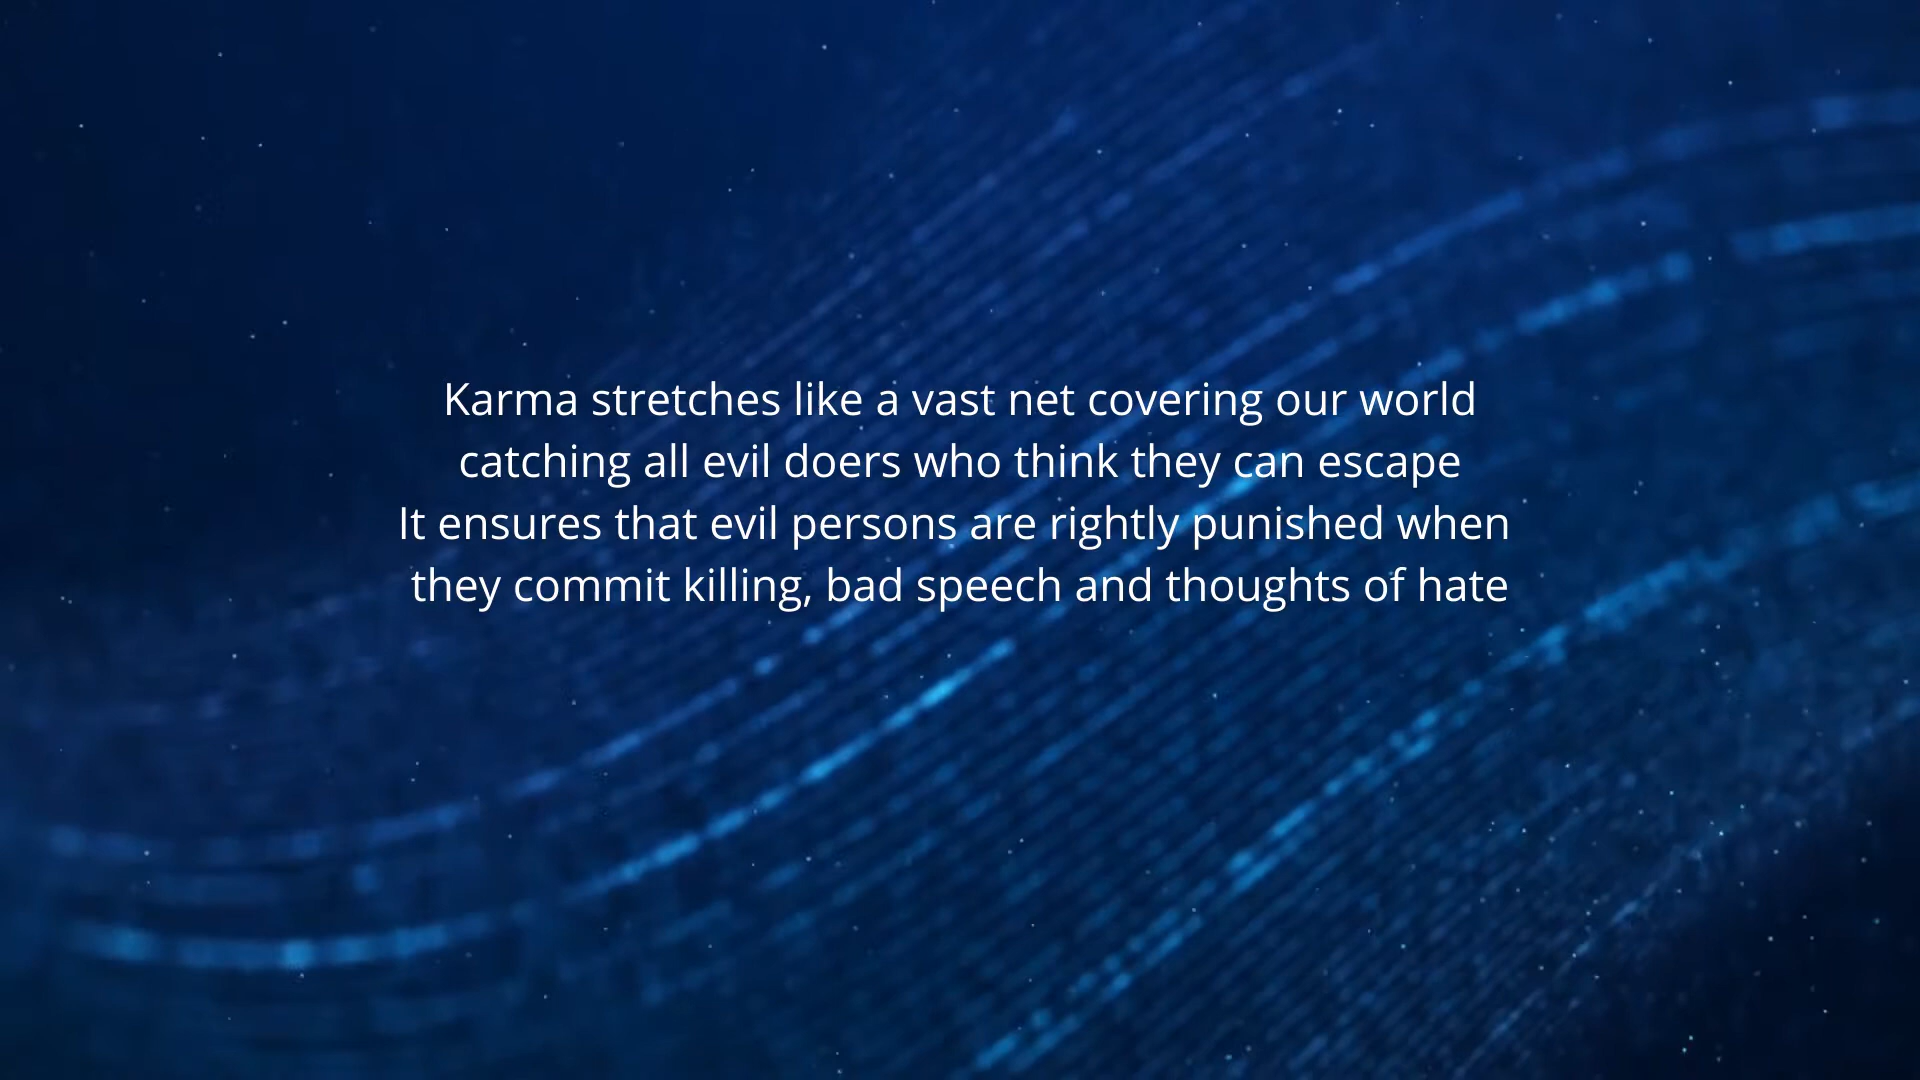 Karma stretches like a vast net covering our world
catching all evil doers who think they can escape
It ensures that evil persons are rightly punished when
they commit killing, bad speech and thoughts of hate